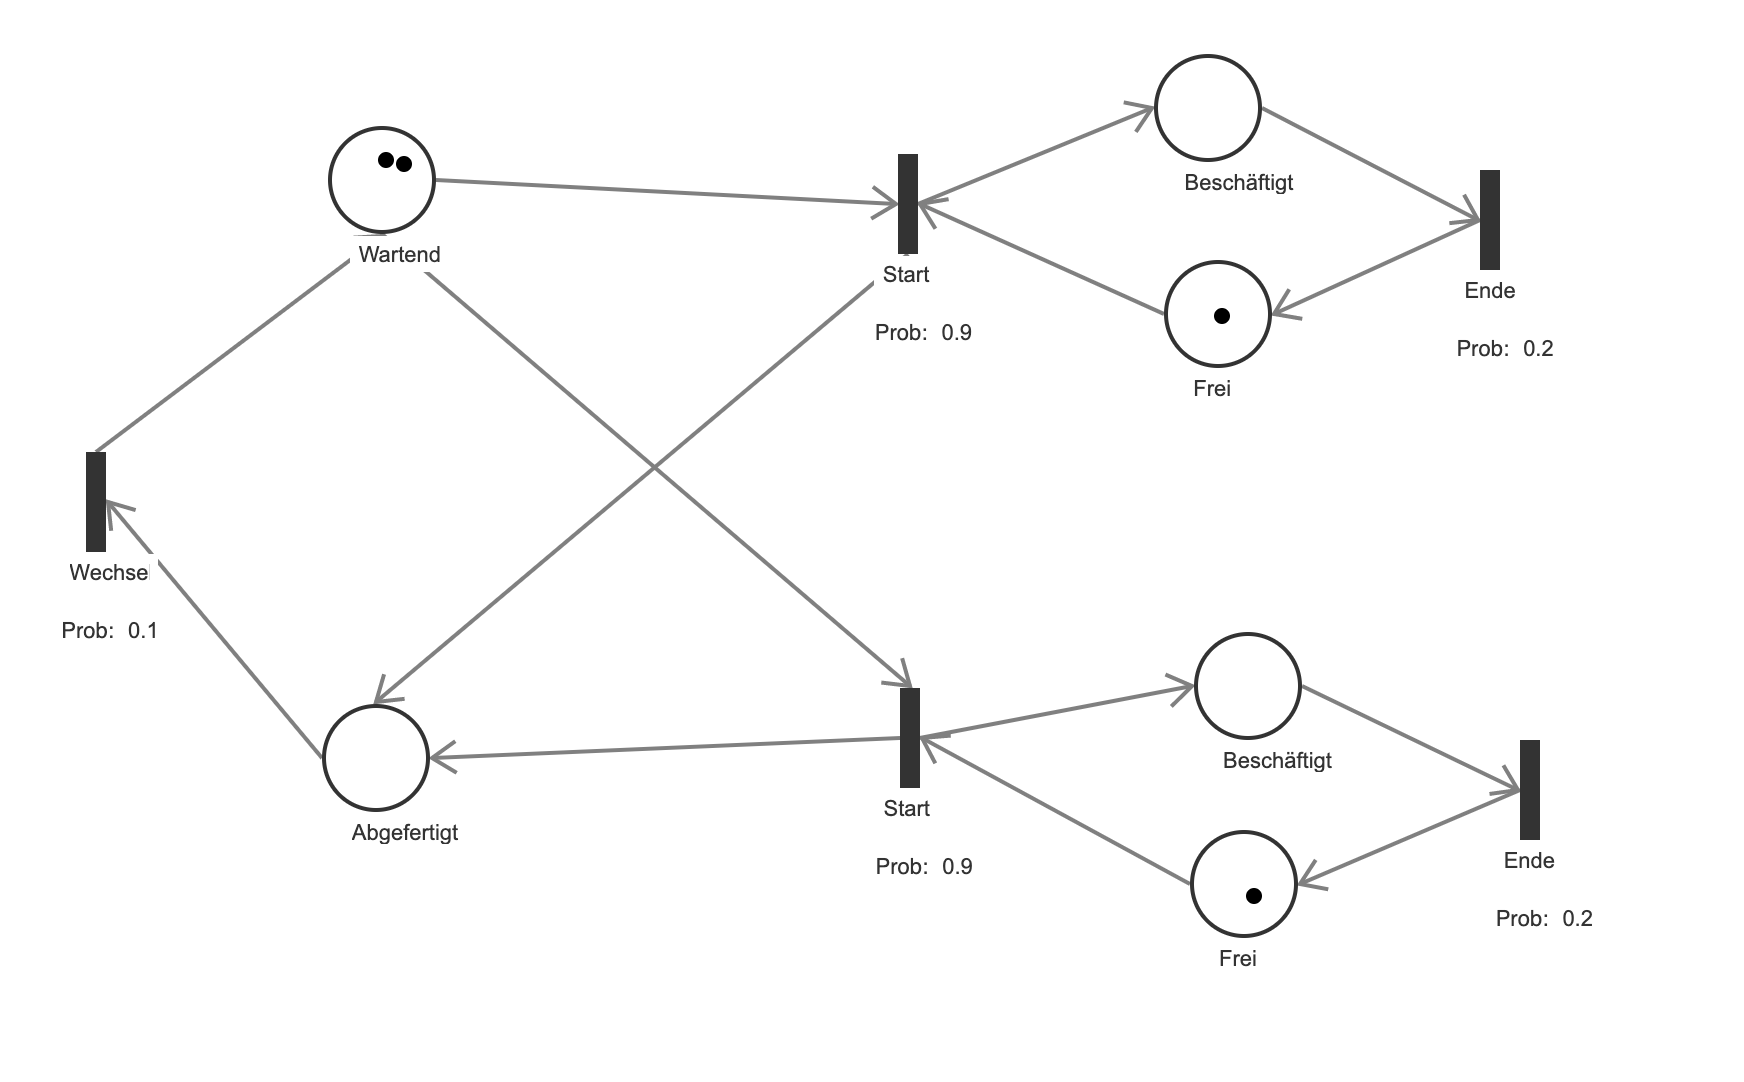 Beschäftigt
Wartend
Start
Ende
Prob: 0.9
Prob: 0.2
Frei
Wechsel
Prob: 0.1
Beschäftigt
Start
Abgefertigt
Prob: 0.9
Ende
Prob: 0.2
Frei